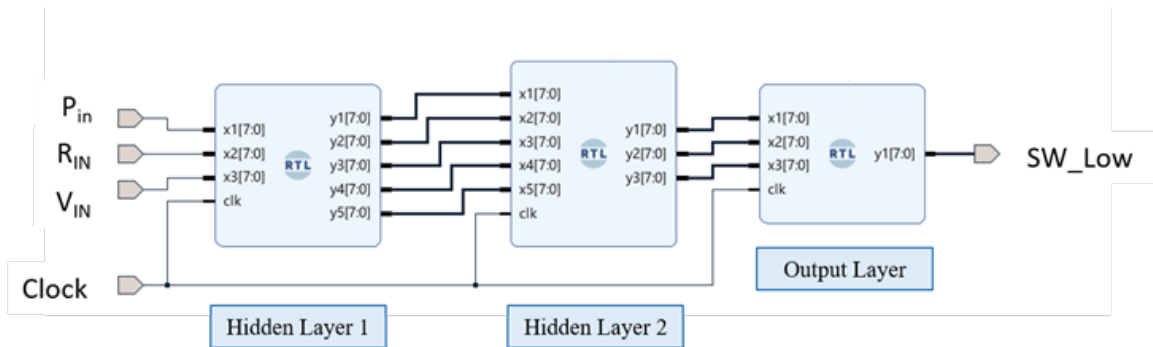 P_in
R_IN
V_IN
Clock
x1[7:0]
x2[7:0]
x3[7:0]
clk
RTL
y1[7:0]
y2[7:0]
y3[7:0]
y4[7:0]
y5[7:0]
Hidden Layer 1
x1[7:0]
x2[7:0]
x3[7:0]
x4[7:0]
x5[7:0]
clk
RTL
y1[7:0]
y2[7:0]
y3[7:0]
Hidden Layer 2
x1[7:0]
x2[7:0]
x3[7:0]
clk
RTL
y1[7:0]
Output Layer
SW_Low